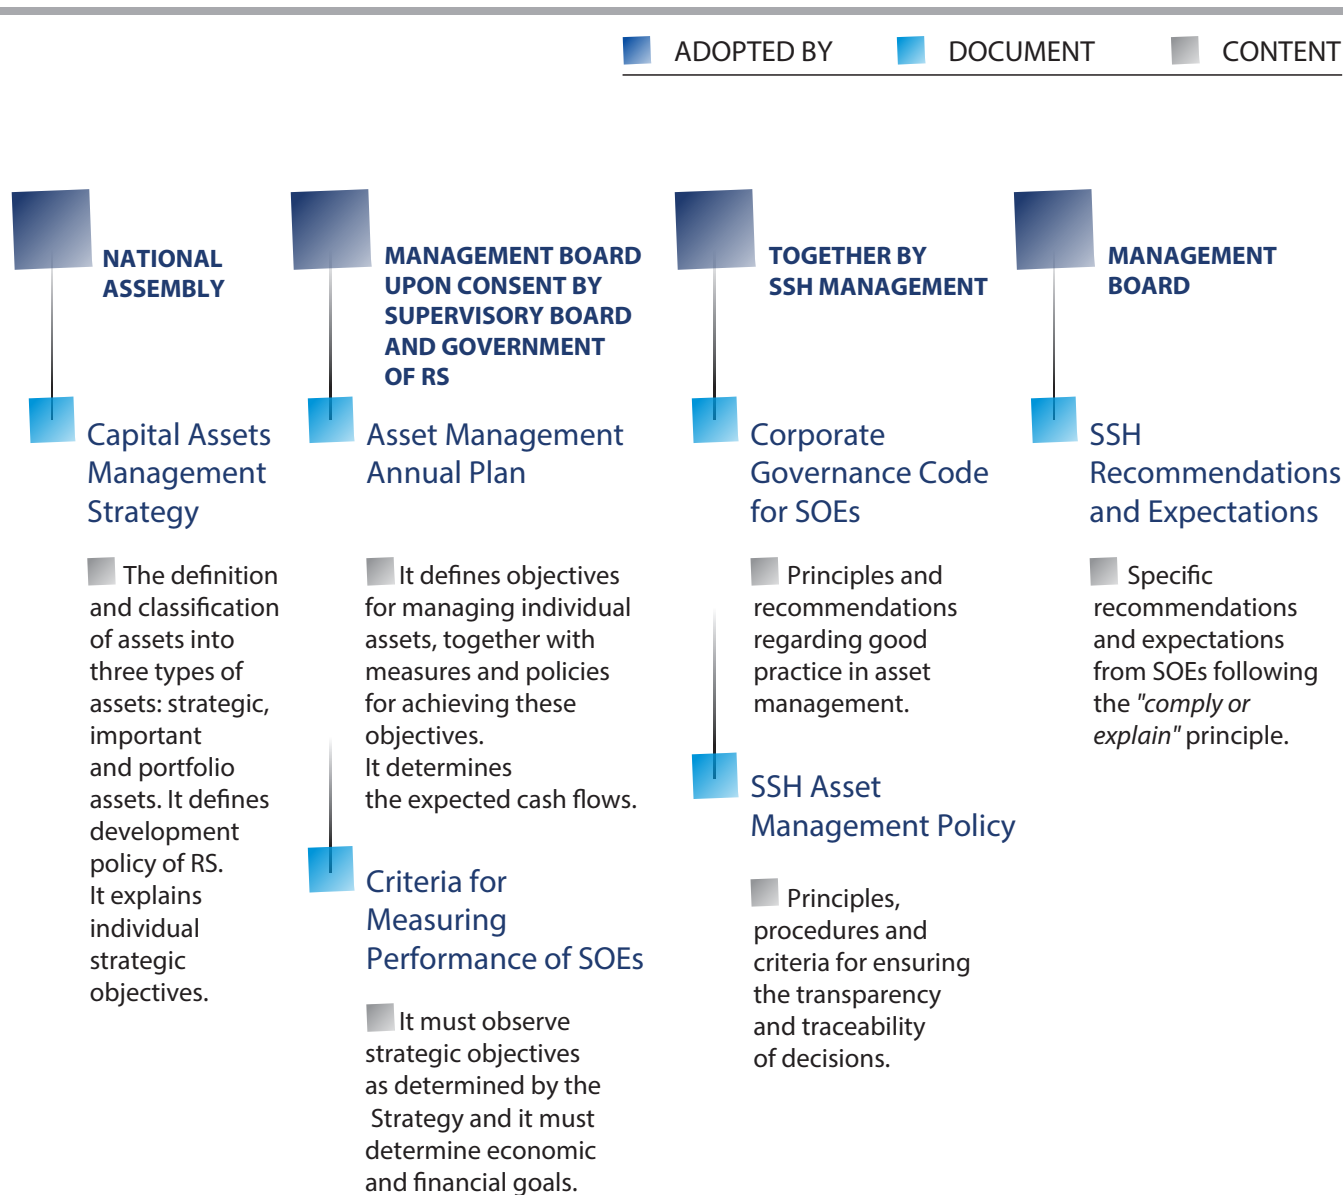 ADOPTED BY
DOCUMENT
CONTENT
NATIONAL
ASSEMBLY
Capital Assets
Management
Strategy
The definition
and classification
of assets into
three types of
assets: strategic,
important
and portfolio
assets. It defines
development
policy of RS.
It explains
individual
strategic
objectives.
MANAGEMENT BOARD
UPON CONSENT BY
SUPERVISORY BOARD
AND GOVERNMENT
OF RS
Asset Management
Annual Plan
It defines objectives
for managing individual
assets, together with
measures and policies
for achieving these
objectives.
It determines
the expected cash flows.
Criteria for
Measuring
Performance of SOEs
It must observe
strategic objectives
as determined by the
Strategy and it must
determine economic
and financial goals.
TOGETHER BY
SSH MANAGEMENT
Corporate
Governance Code
for SOEs
Principles and
recommendations
regarding good
practice in asset
management.
SSH Asset
Management Policy
Principles,
procedures and
criteria for ensuring
the transparency
and traceability
of decisions.
MANAGEMENT
BOARD
SSH
Recommendations
and Expectations
Specific
recommendations
and expectations
from SOEs following
the "comply or
explain" principle.